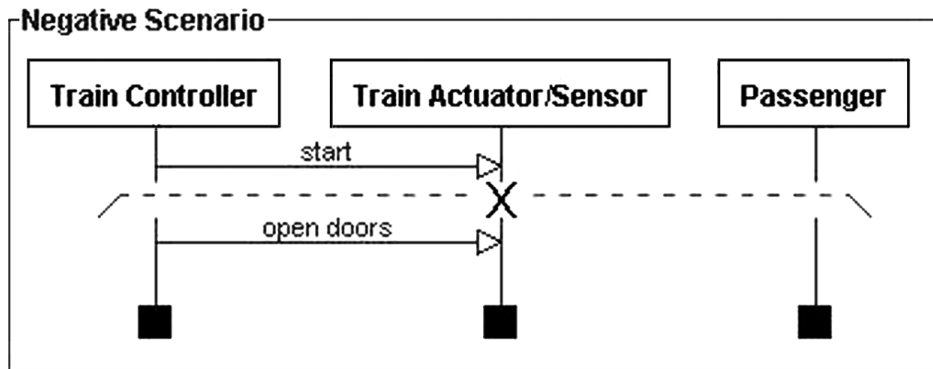 Negative Scenario
Train Controller
Train Actuator/Sensor
Passenger
start
open doors